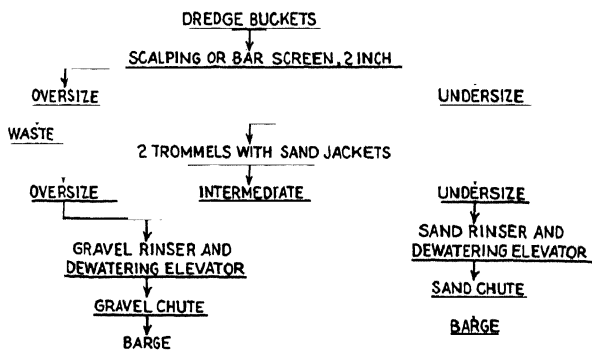 DREDGE BUCKETS
SCALPING OR BAR SCREEN, 2 INCH
OVERSIZE
UNDERSIZE
WASTE
2 TROMMELS WITH SAND JACKETS
OVERSIZE
INTERMEDIATE
UNDERSIZE
GRAVEL RINSER AND
DEWATERING ELEVATOR
SAND RINSER AND
DEWATERING ELEVATOR
GRAVEL CHUTE
SAND CHUTE
BARGE
BARGE